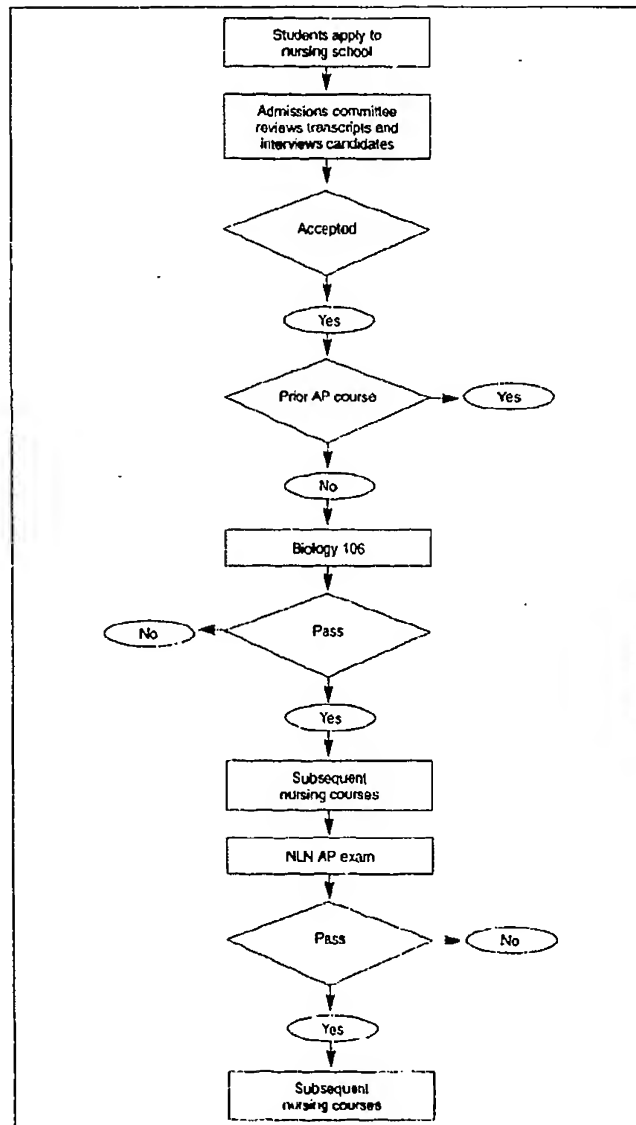 Students apply to
nursing school
Admissions committee
reviews transcripts and
interviews candidates
Accepted
Yes
Prior AP course
Yes
No
Biology 106
No
Pass
Yes
Subsequent
nursing courses
NLN AP exam
Pass
No
Yes
Subsequent
nursing courses